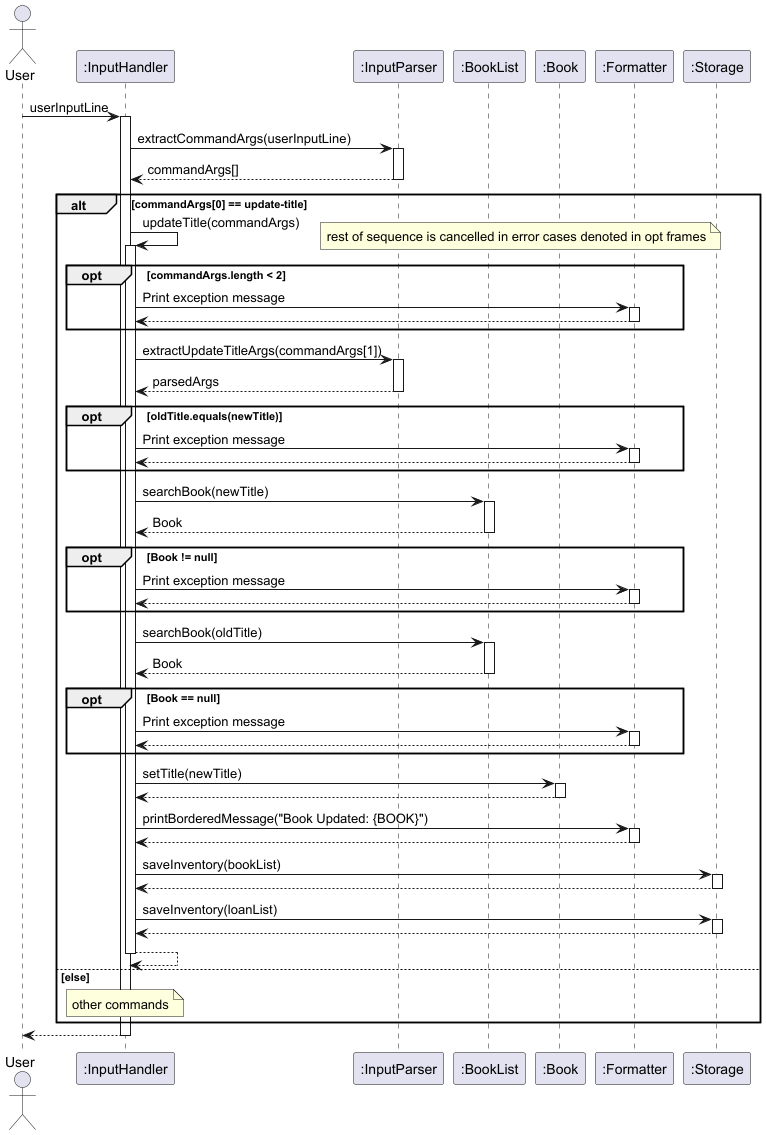 User
:InputHandler
:InputParser
:BookList
:Book
:Formatter
:Storage
userInputLine
extractCommandArgs(userInputLine)
commandArgs[]
alt
[commandArgs[0] == update-title]
updateTitle(commandArgs)
rest of sequence is cancelled in error cases denoted in opt frames
opt
[commandArgs.length < 2]
Print exception message
extractUpdateTitleArgs(commandArgs[1])
parsedArgs
opt
[oldTitle.equals(newTitle)]
Print exception message
searchBook(newTitle)
Book
opt
[Book != null]
Print exception message
searchBook(oldTitle)
Book
opt
[Book == null]
Print exception message
setTitle(newTitle)
printBorderedMessage("Book Updated: {BOOK}")
saveInventory(bookList)
saveInventory(loanList)
[else]
other commands
User
:InputHandler
:InputParser
:BookList
:Book
:Formatter
:Storage